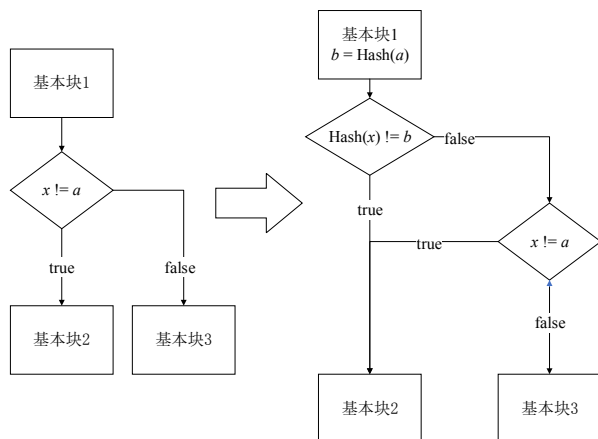 基本块1
x != a
true
false
基本块2
基本块3
基本块1
b = Hash(a)
Hash(x) != b
false
true
x != a
true
false
基本块2
基本块3